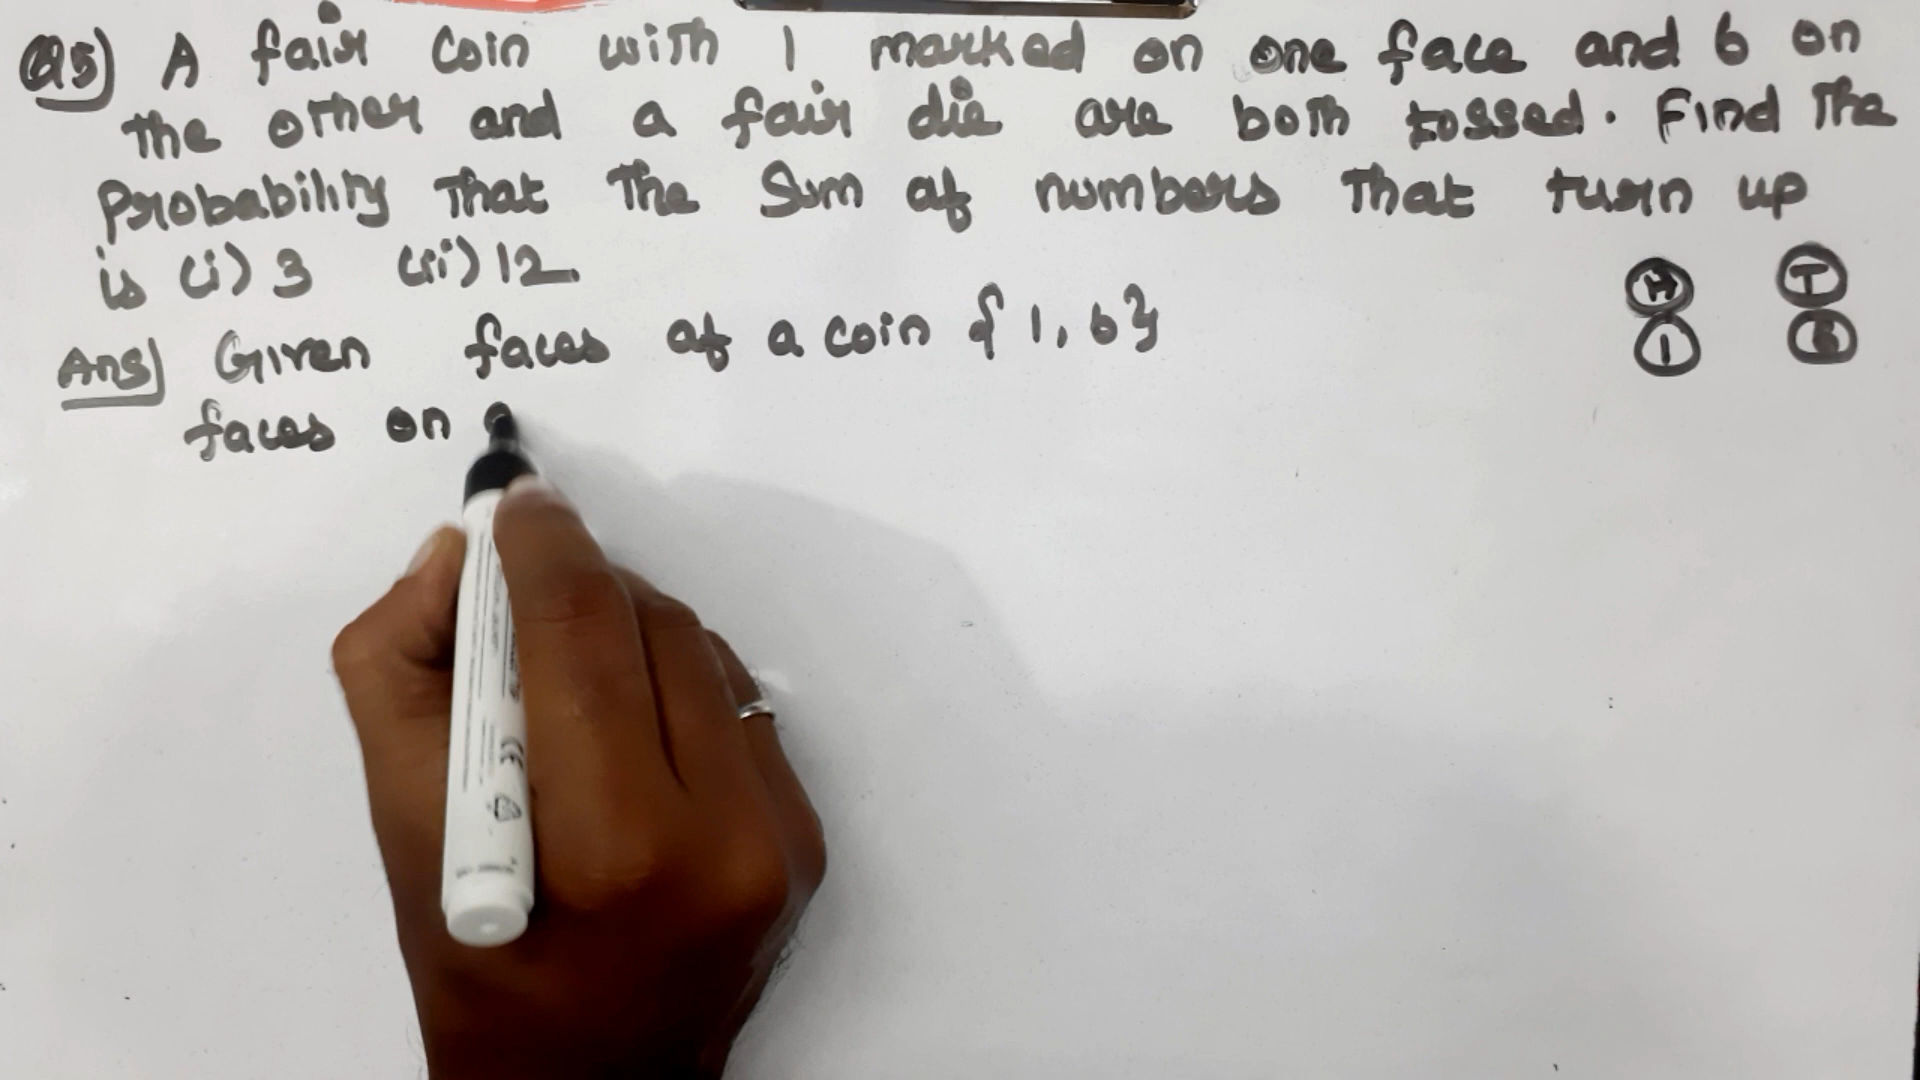 Q5) A fair coin with 1 marked on one face and 6 on
the other and a fair die are both tossed. Find the
Probability that the Sum of numbers that turn up
is (i) 3 (ii) 12.
H T
1 6
Ans) Given faces of a coin { 1, 6 }
faces on
CE